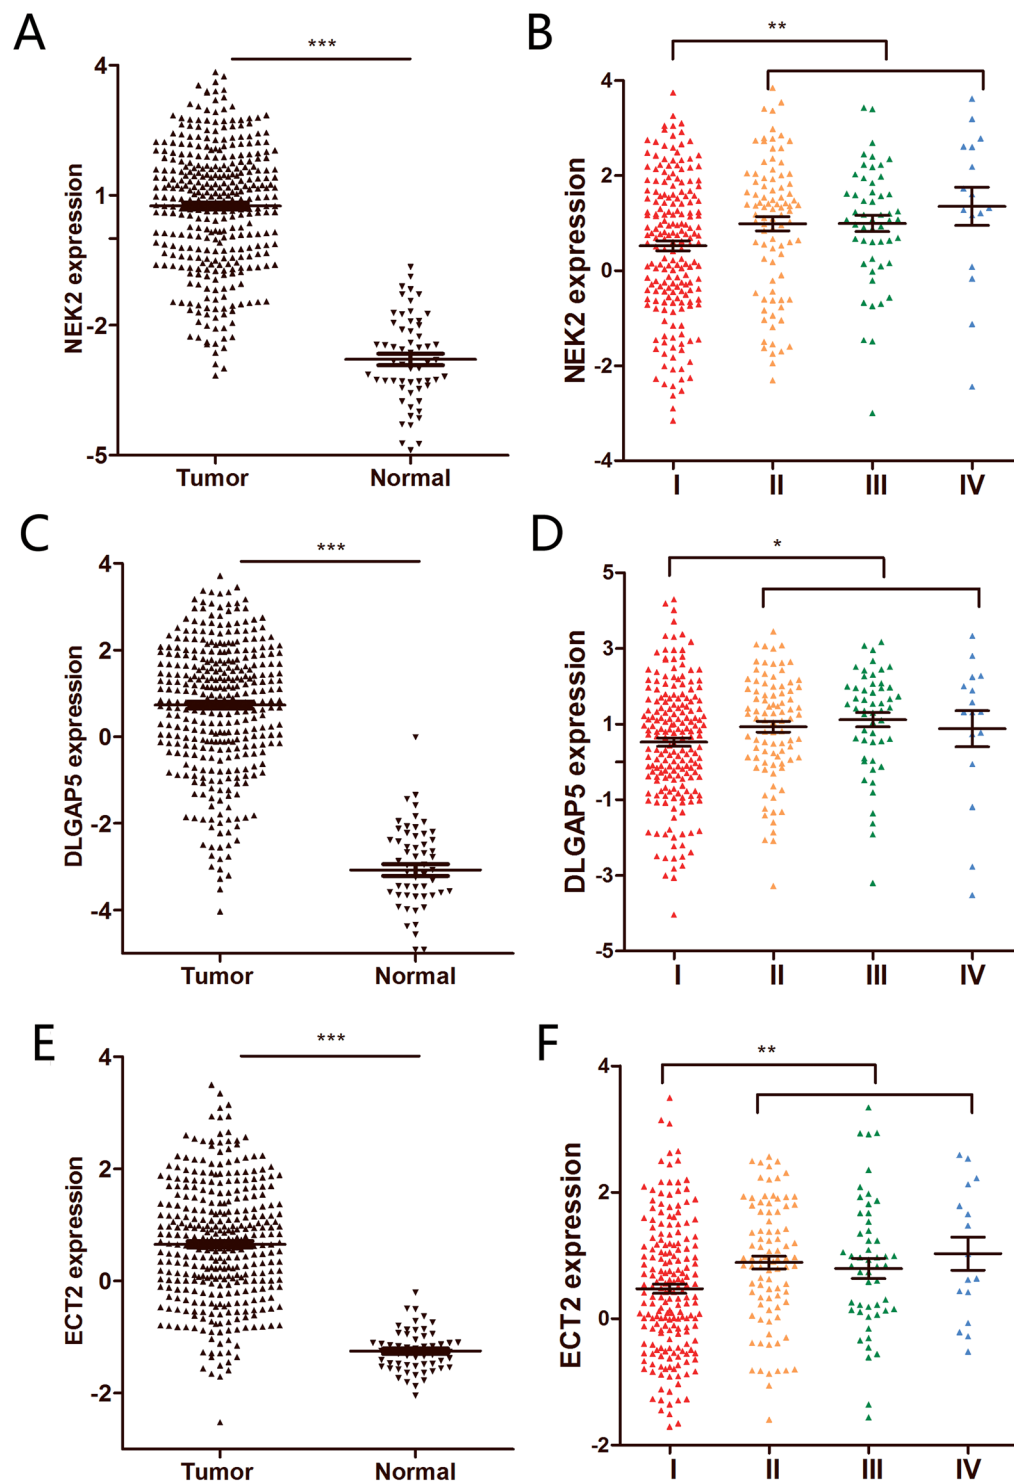 A
***
4
1
-2
-5
NEK2 expression
Tumor
Normal
B
**
4
2
0
-2
-4
NEK2 expression
I
II
III
IV
C
***
4
2
0
-2
-4
DLGAP5 expression
Tumor
Normal
D
*
5
3
1
-1
-3
-5
DLGAP5 expression
I
II
III
IV
E
***
4
2
0
-2
ECT2 expression
Tumor
Normal
F
**
4
2
0
-2
ECT2 expression
I
II
III
IV